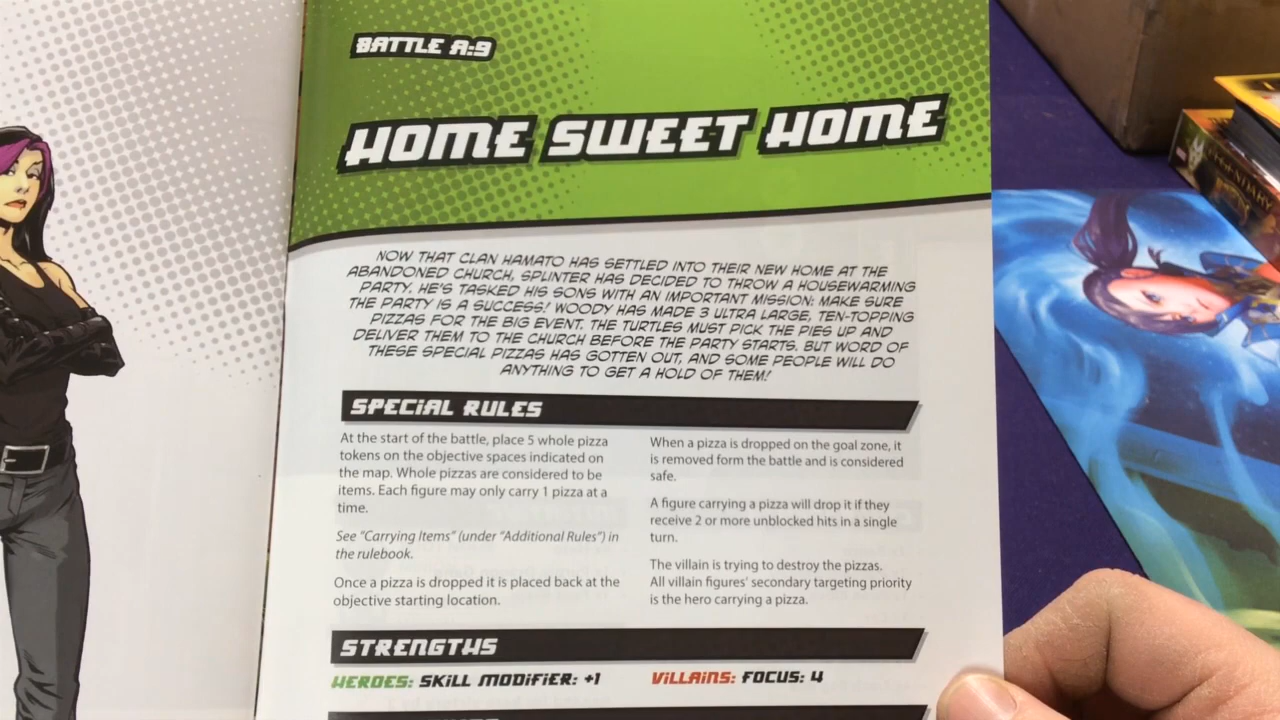 BATTLE A:9
HOME SWEET HOME
NOW THAT CLAN HAMATO HAS SETTLED INTO THEIR NEW HOME AT THE
ABANDONED CHURCH, SPLINTER HAS DECIDED TO THROW A HOUSEWARMING
PARTY. HE'S TASKED HIS SONS WITH AN IMPORTANT MISSION: MAKE SURE
THE PARTY IS A SUCCESS! WOODY HAS MADE 3 ULTRA LARGE, TEN-TOPPING
PIZZAS FOR THE BIG EVENT. THE TURTLES MUST PICK THE PIES UP AND
DELIVER THEM TO THE CHURCH BEFORE THE PARTY STARTS. BUT WORD OF
THESE SPECIAL PIZZAS HAS GOTTEN OUT, AND SOME PEOPLE WILL DO
ANYTHING TO GET A HOLD OF THEM!
SPECIAL RULES
At the start of the battle, place 5 whole pizza
tokens on the objective spaces indicated on
the map. Whole pizzas are considered to be
items. Each figure may only carry 1 pizza at a
time.
See "Carrying Items" (under "Additional Rules") in
the rulebook.
Once a pizza is dropped it is placed back at the
objective starting location.
When a pizza is dropped on the goal zone, it
is removed form the battle and is considered
safe.
A figure carrying a pizza will drop it if they
receive 2 or more unblocked hits in a single
turn.
The villain is trying to destroy the pizzas.
All villain figures' secondary targeting priority
is the hero carrying a pizza.
STRENGTHS
HEROES: SKILL MODIFIER: +1
VILLAINS: FOCUS: 4
LEGENDARY